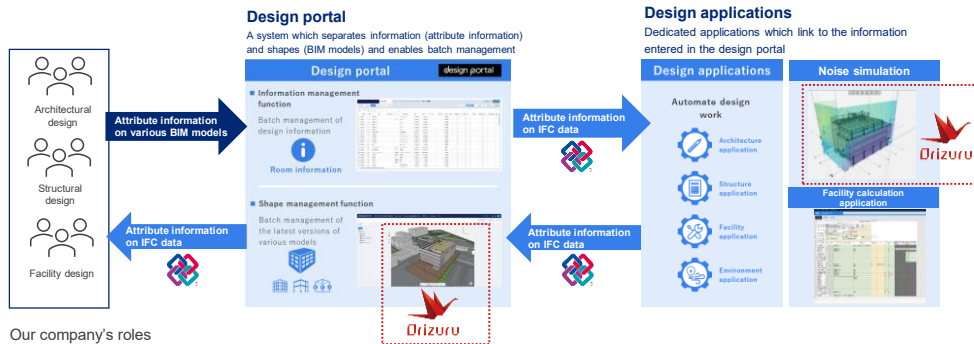 Design portal
A system which separates information (attribute information)
and shapes (BIM models) and enables batch management
Design applications
Dedicated applications which link to the information
entered in the design portal
Architectural
design
Structural
design
Facility design
Attribute information
on various BIM models
Attribute information
on IFC data
Design portal
design portal
Information management
function
Batch management of
design information
Room information
Shape management function
Batch management of
the latest versions of
various models
Orizuru
Attribute information
on IFC data
Attribute information
on IFC data
Design applications
Automate design
work
Architecture
application
Structure
application
Facility
application
Environment
application
Noise simulation
Orizuru
Facility calculation
application
Our company's roles